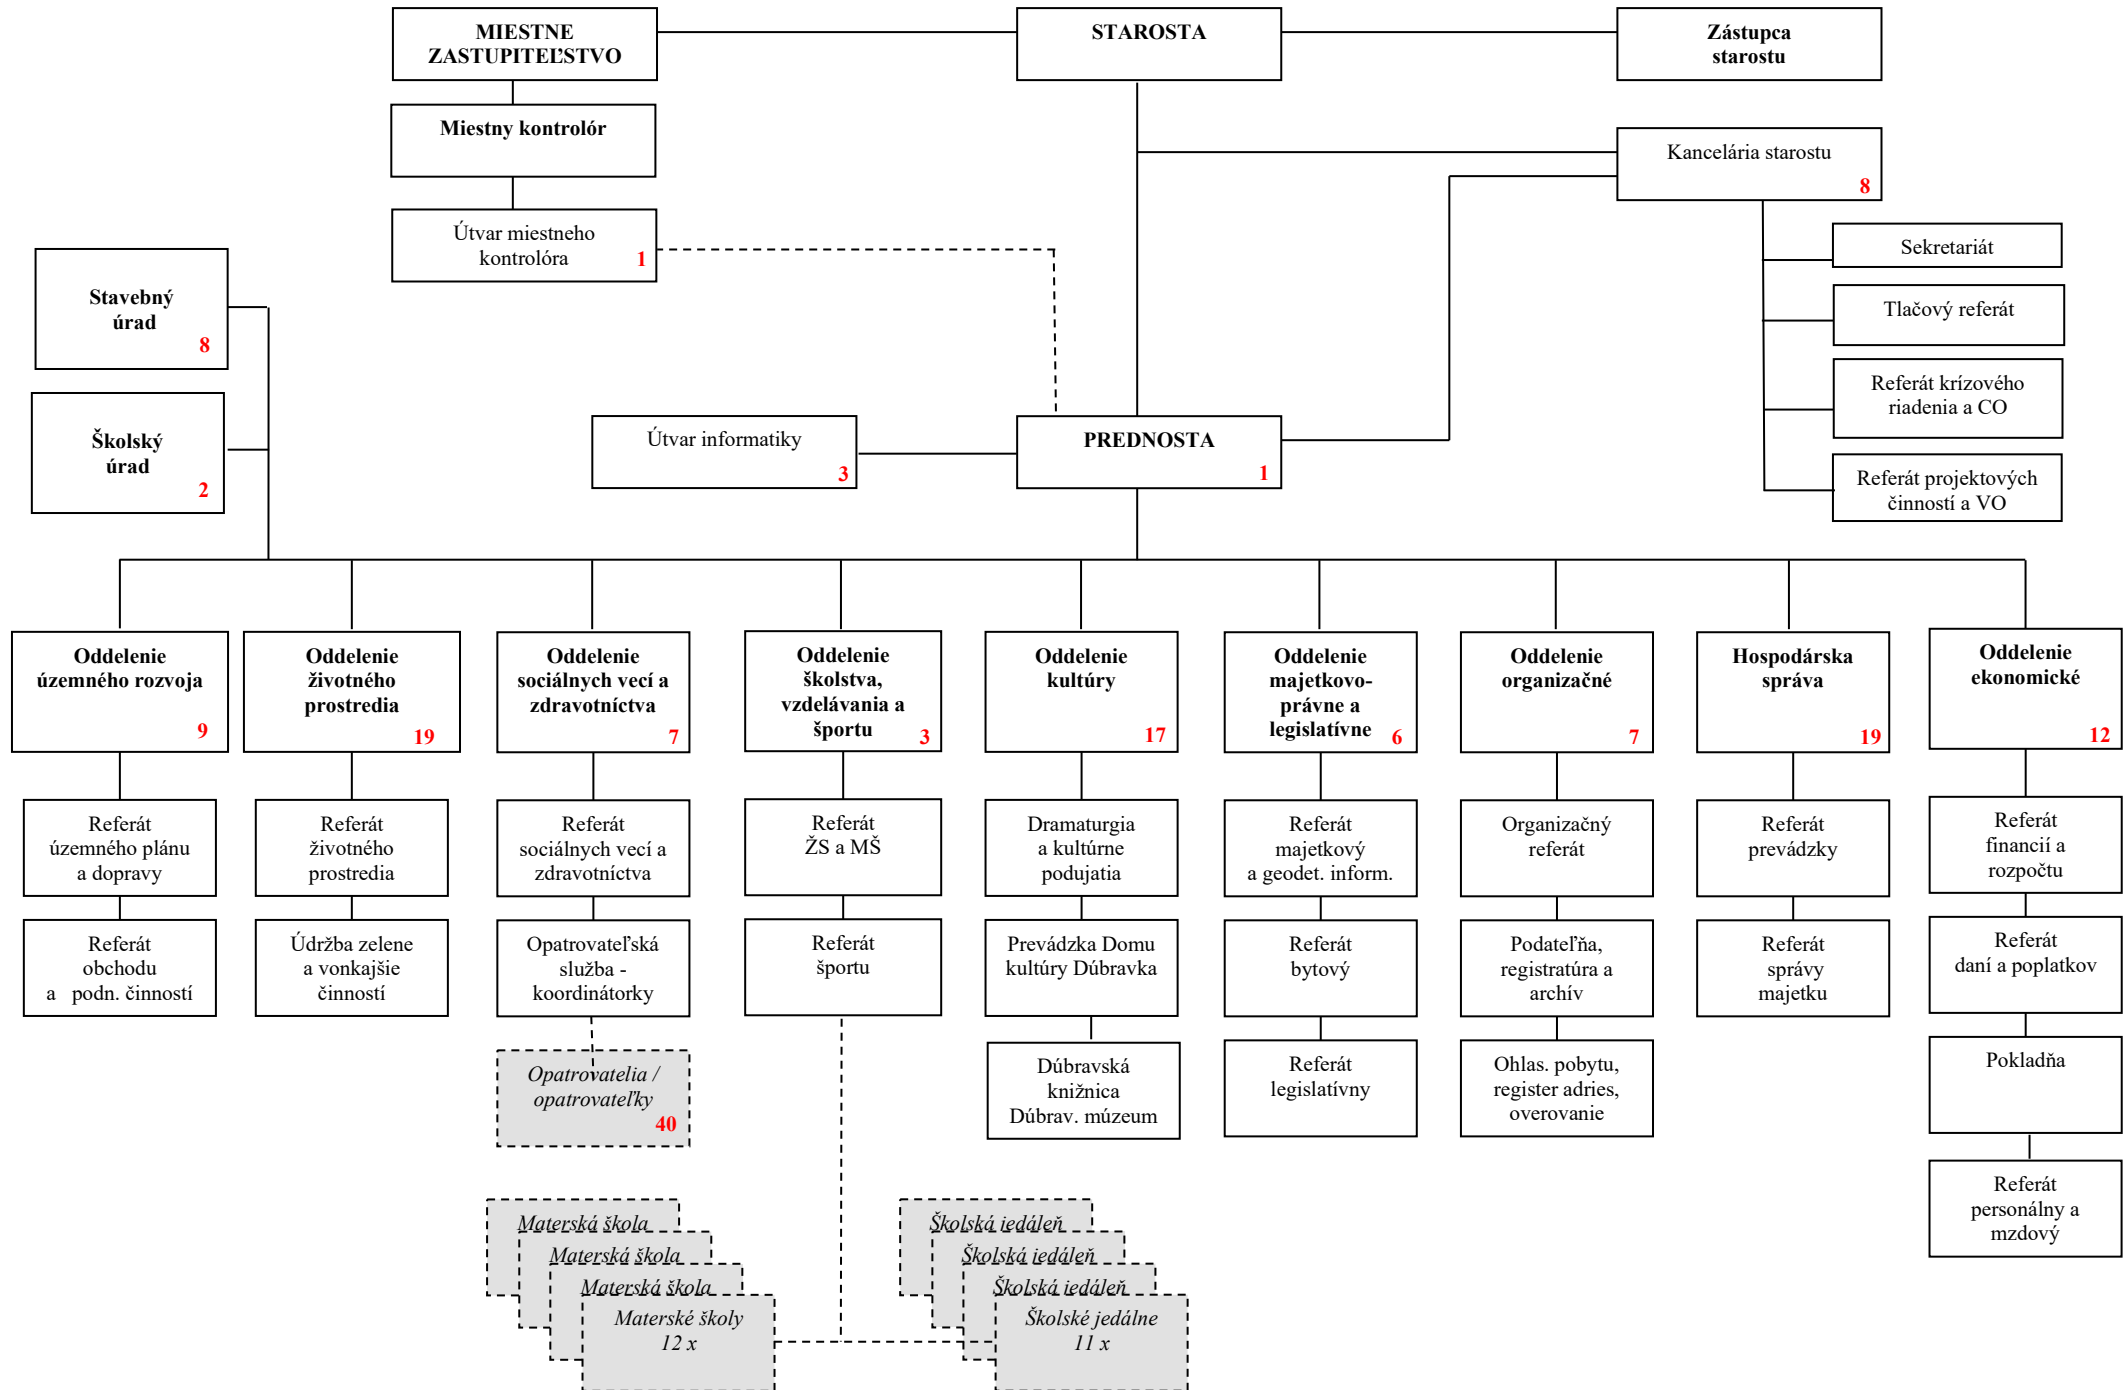 MIESTNE
ZASTUPITEĽSTVO
STAROSTA
Zástupca
starostu
Miestny kontrolór
Kancelária starostu
8
Útvar miestneho
kontrolóra
1
Sekretariát
Tlačový referát
Referát krízového
riadenia a CO
Referát projektových
činností a VO
Stavebný
úrad
8
Školský
úrad
2
Útvar informatiky
3
PREDNOSTA
1
Oddelenie
územného rozvoja
9
Oddelenie
životného
prostredia
19
Oddelenie
sociálnych vecí a
zdravotníctva
7
Oddelenie
školstva,
vzdelávania a
športu
3
Oddelenie
kultúry
17
Oddelenie
majetkovo-
právne a
legislatívne
6
Oddelenie
organizačné
7
Hospodárska
správa
19
Oddelenie
ekonomické
12
Referát
územného plánu
a dopravy
Referát
životného
prostredia
Referát
sociálnych vecí a
zdravotníctva
Referát
ŽS a MŠ
Dramaturgia
a kultúrne
podujatia
Referát
majetkový
a geodet. inform.
Organizačný
referát
Referát
prevádzky
Referát
financií a
rozpočtu
Referát
obchodu
a podn. činností
Údržba zelene
a vonkajšie
činností
Opatrovateľská
služba -
koordinátorky
Referát
športu
Prevádzka Domu
kultúry Dúbravka
Referát
bytový
Podateľňa,
registratúra a
archív
Referát
správy
majetku
Referát
daní a poplatkov
Opatrovatelia /
opatrovateľky
40
Dúbravská
knižnica
Dúbrav. múzeum
Referát
legislatívny
Ohlas. pobytu,
register adries,
overovanie
Pokladňa
Referát
personálny a
mzdový
Materská škola
Materská škola
Materská škola
Materské školy
12 x
Školská jedáleň
Školská jedáleň
Školská jedáleň
Školské jedálne
11 x